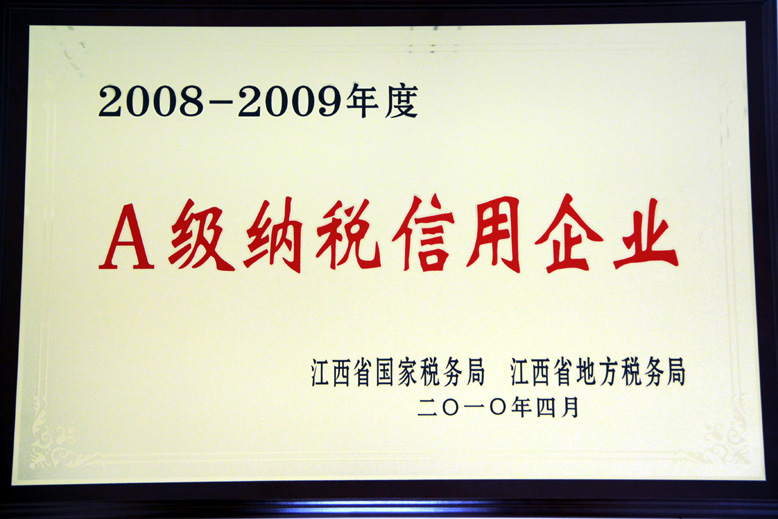 2008-2009年度
A级纳税信用企业
江西省国家税务局 江西省地方税务局
二〇一〇年四月